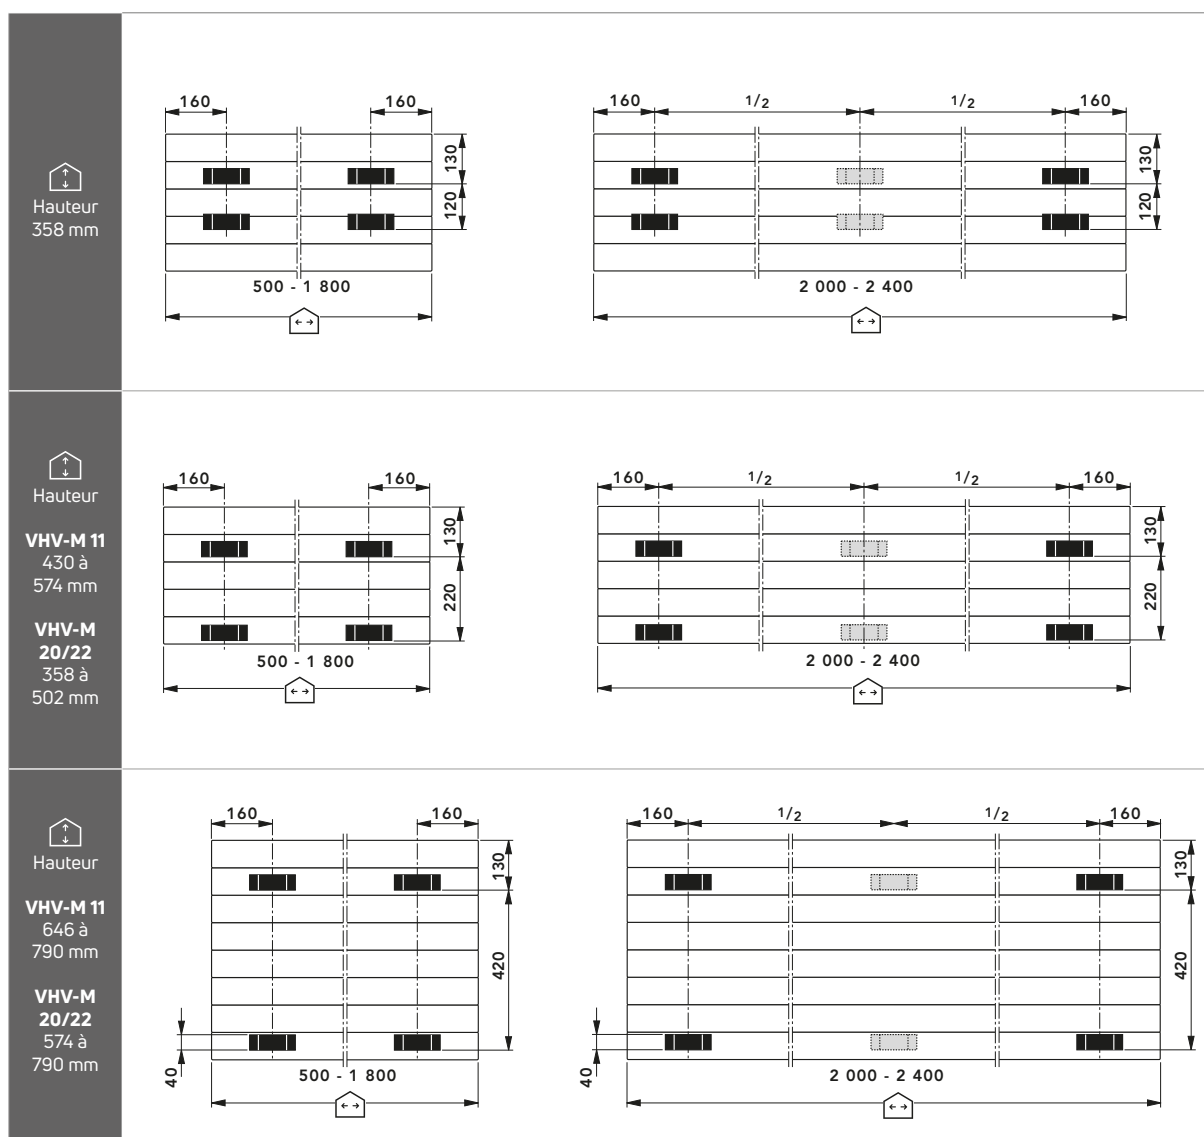 Hauteur
358 mm
160
160
130
120
500 - 1 800
160
1/2
1/2
160
130
120
2 000 - 2 400
Hauteur
VHV-M 11
430 à
574 mm
VHV-M
20/22
358 à
502 mm
160
160
130
220
500 - 1 800
160
1/2
1/2
160
130
220
2 000 - 2 400
Hauteur
VHV-M 11
646 à
790 mm
VHV-M
20/22
574 à
790 mm
160
160
130
420
40
500 - 1 800
160
1/2
1/2
160
130
420
40
2 000 - 2 400